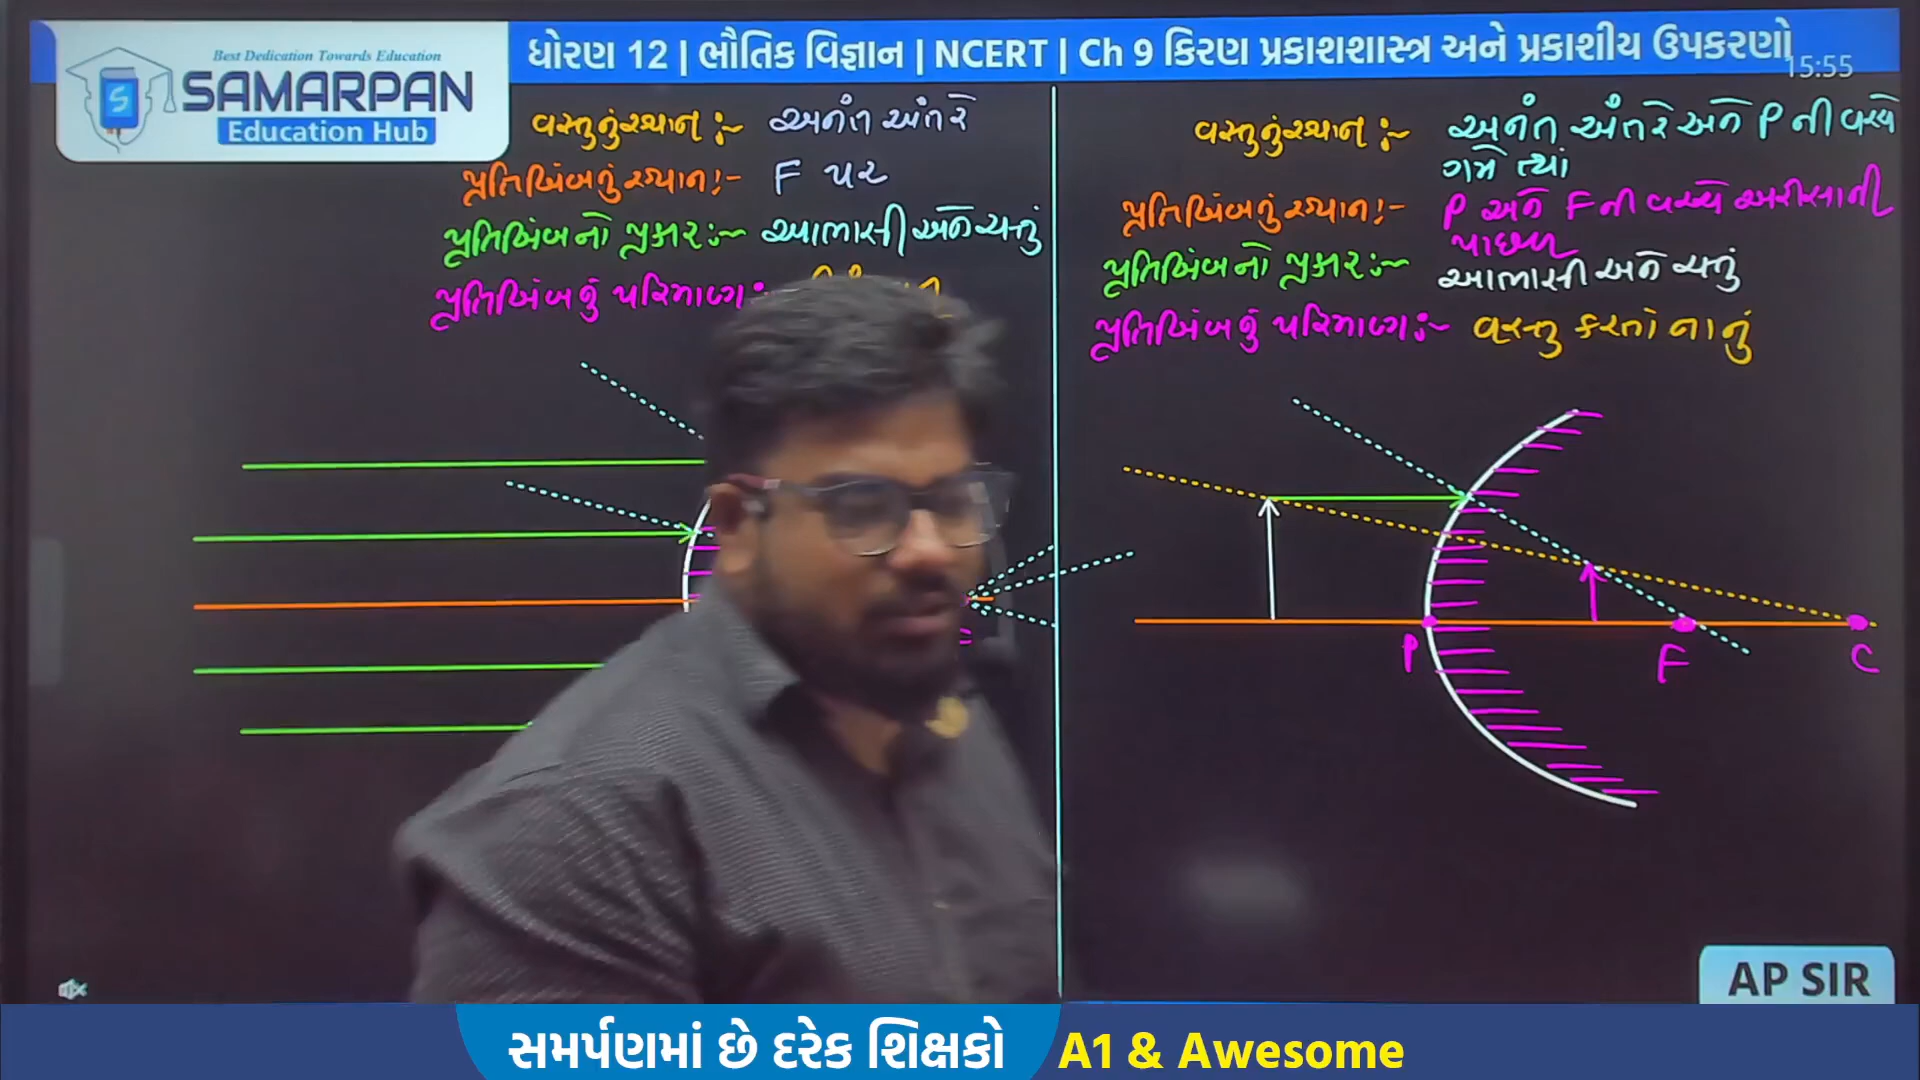 Best Dedication Towards Education
SAMARPAN
Education Hub
S
ધોરણ 12 | ભૌતિક વિજ્ઞાન | NCERT | Ch 9 કિરણ પ્રકાશશાસ્ત્ર અને પ્રકાશીય ઉપકરણો
15:55
વસ્તુનું સ્થાન :- અનંત અંતરે
પ્રતિબિંબનું સ્થાન :- F પર
પ્રતિબિંબનો પ્રકાર :- આભાસી અને ચત્તું
પ્રતિબિંબનું પરિમાણ :-
વસ્તુનું સ્થાન :- અનંત અંતરે અને P ની વચ્ચે
ગમે ત્યાં
પ્રતિબિંબનું સ્થાન :- P અને F ની વચ્ચે અરીસાની
પાછળ
પ્રતિબિંબનો પ્રકાર :- આભાસી અને ચત્તું
પ્રતિબિંબનું પરિમાણ :- વસ્તુ કરતાં નાનું
P
F
C
AP SIR
સમર્પણમાં છે દરેક શિક્ષકો A1 & Awesome